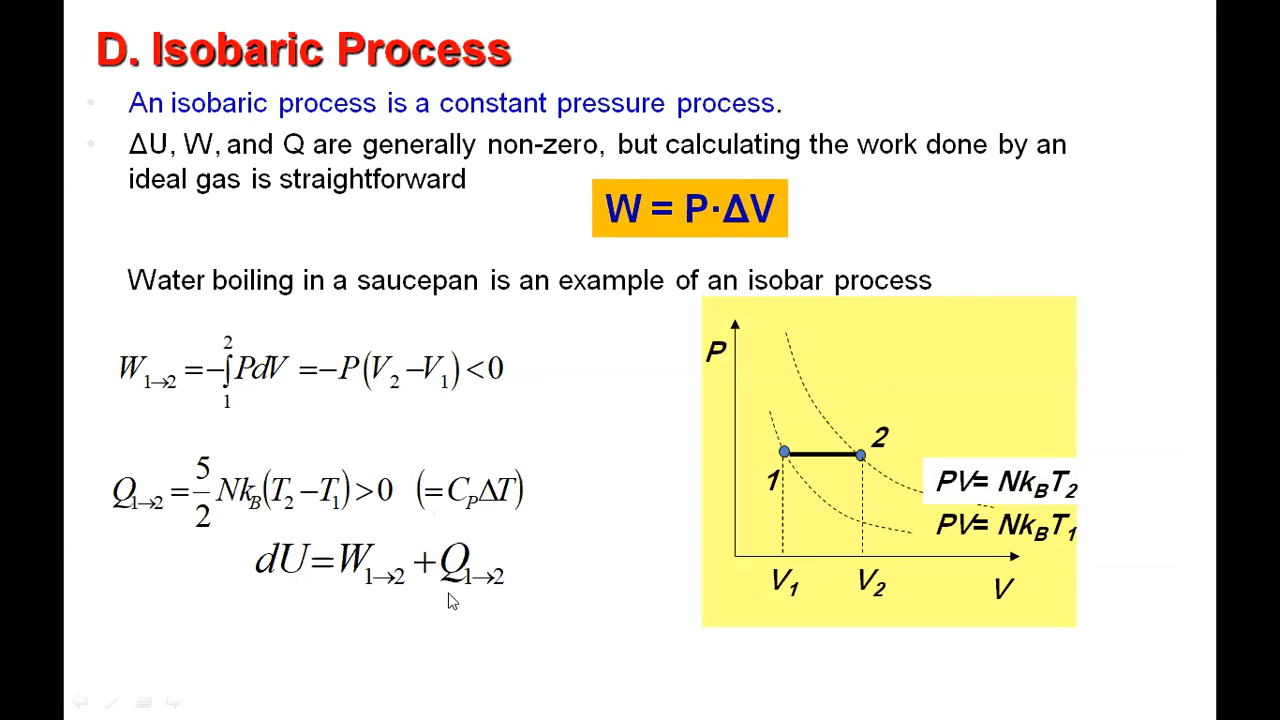 D. Isobaric Process
• An isobaric process is a constant pressure process.
• ΔU, W, and Q are generally non-zero, but calculating the work done by an
ideal gas is straightforward
W = P·ΔV
Water boiling in a saucepan is an example of an isobar process
W₁→₂ = −∫₁² PdV = −P(V₂ − V₁) < 0
Q₁→₂ = 5/2 Nk_B(T₂ − T₁) > 0 (= C_PΔT)
dU = W₁→₂ + Q₁→₂
P
2
1
PV= Nk_BT₂
PV= Nk_BT₁
V₁ V₂ V